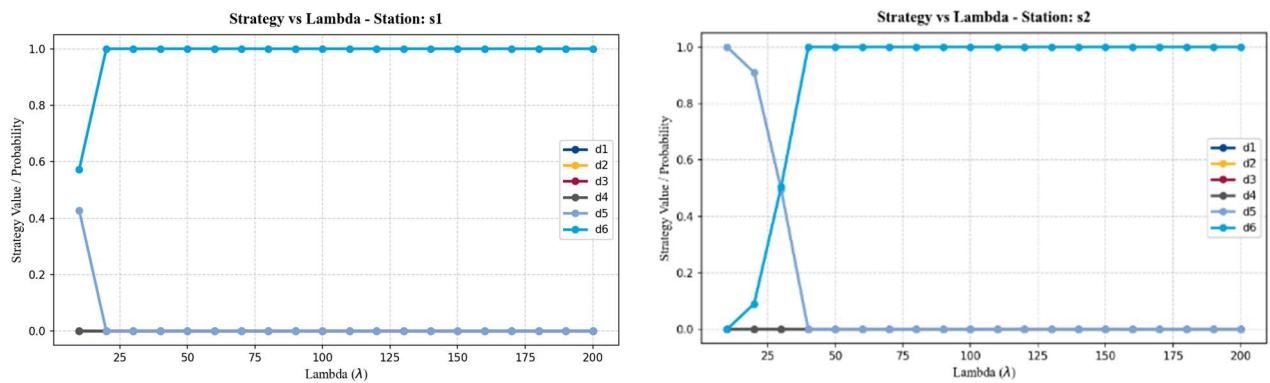 Strategy vs Lambda - Station: s1
Strategy Value / Probability
1.0
0.8
0.6
0.4
0.2
0.0
25 50 75 100 125 150 175 200
Lambda (λ)
d1
d2
d3
d4
d5
d6
Strategy vs Lambda - Station: s2
Strategy Value / Probability
1.0
0.8
0.6
0.4
0.2
0.0
25 50 75 100 125 150 175 200
Lambda (λ)
d1
d2
d3
d4
d5
d6